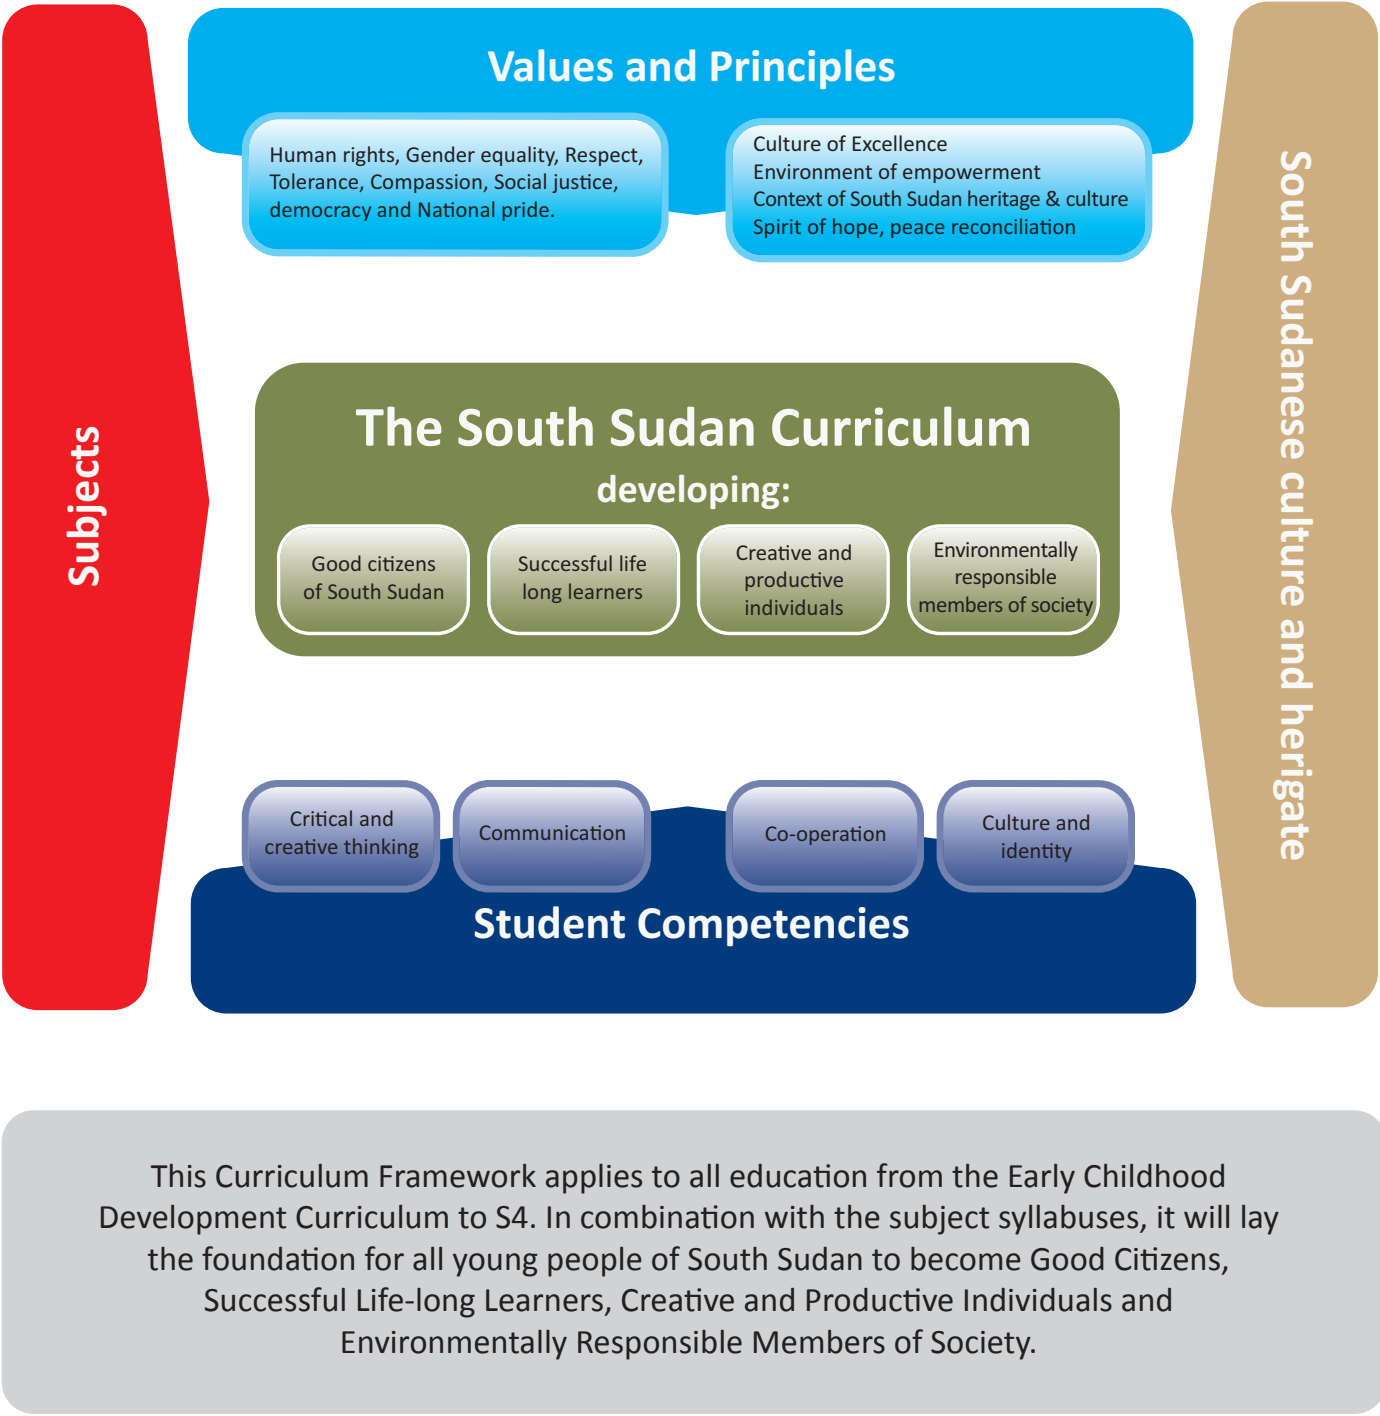 Values and Principles
Human rights, Gender equality, Respect,
Tolerance, Compassion, Social justice,
democracy and National pride.
Culture of Excellence
Environment of empowerment
Context of South Sudan heritage & culture
Spirit of hope, peace reconciliation
Subjects
The South Sudan Curriculum
developing:
Good citizens
of South Sudan
Successful life
long learners
Creative and
productive
individuals
Environmentally
responsible
members of society
South Sudanese culture and herigate
Critical and
creative thinking
Communication
Co-operation
Culture and
identity
Student Competencies
This Curriculum Framework applies to all education from the Early Childhood
Development Curriculum to S4. In combination with the subject syllabuses, it will lay
the foundation for all young people of South Sudan to become Good Citizens,
Successful Life-long Learners, Creative and Productive Individuals and
Environmentally Responsible Members of Society.